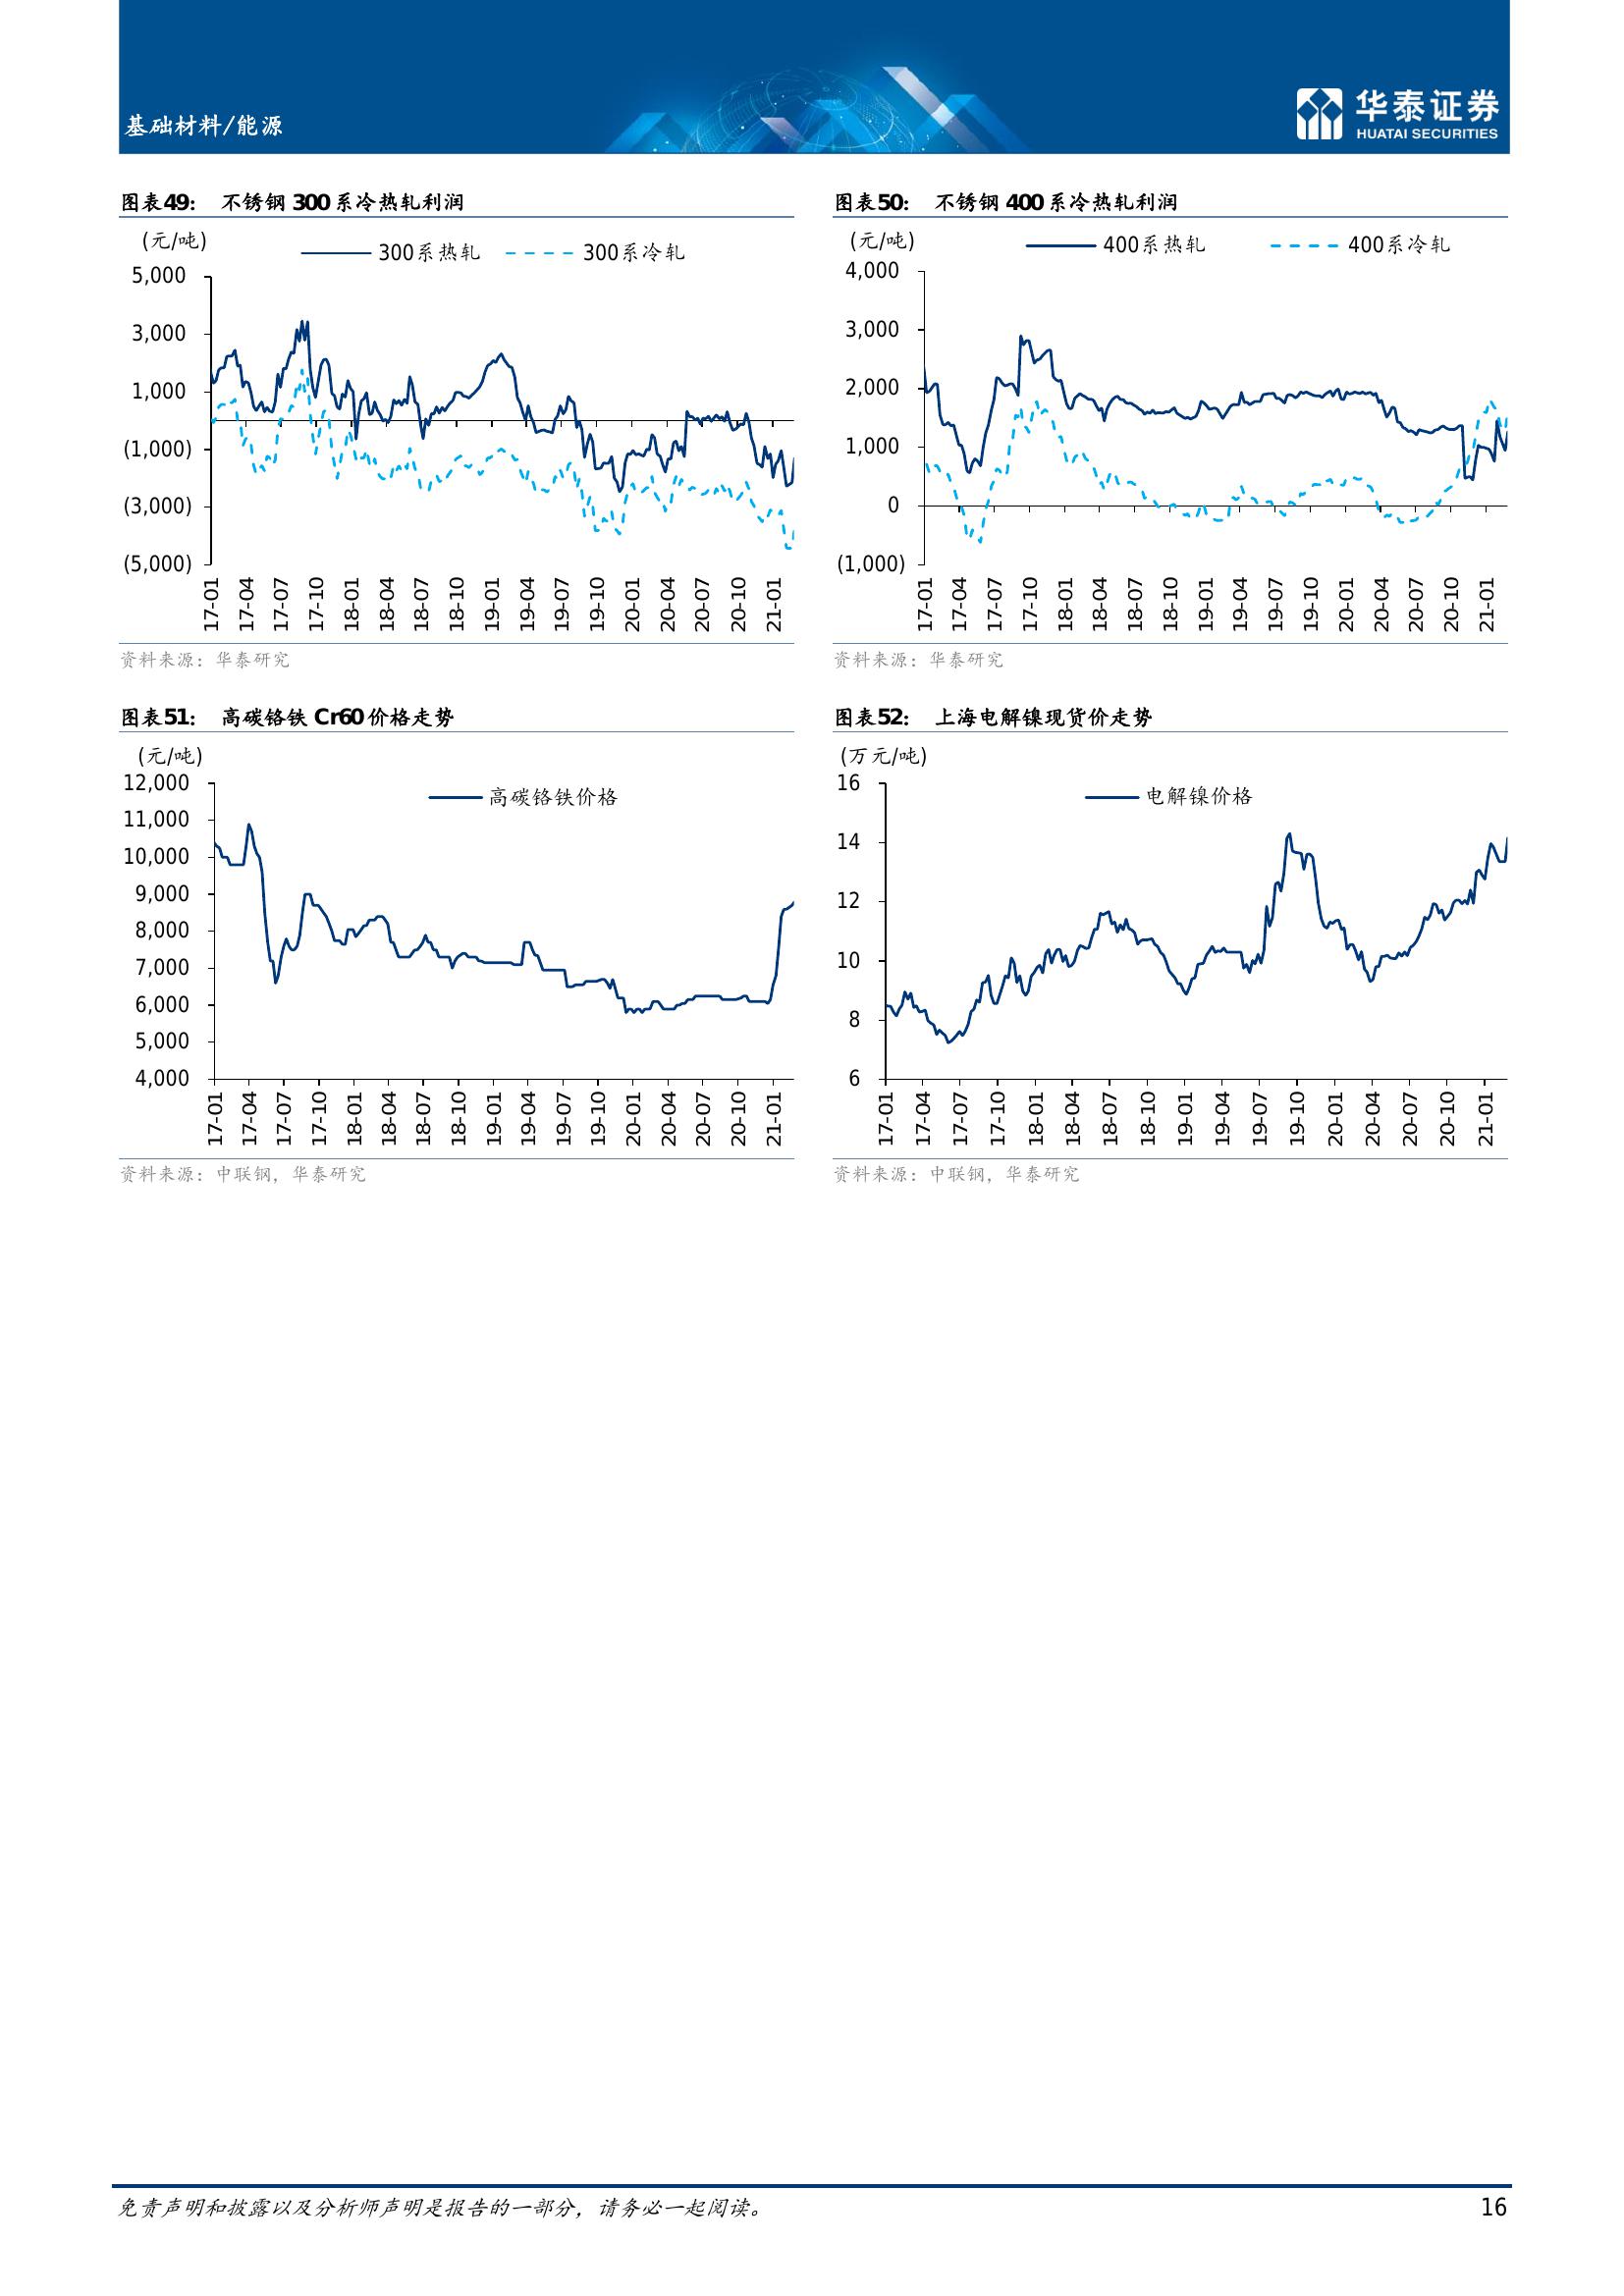 基础材料/能源
华泰证券
HUATAI SECURITIES
图表49： 不锈钢 300 系冷热轧利润
(元/吨)
300系热轧 300系冷轧
5,000
3,000
1,000
(1,000)
(3,000)
(5,000)
17-01 17-04 17-07 17-10 18-01 18-04 18-07 18-10 19-01 19-04 19-07 19-10 20-01 20-04 20-07 20-10 21-01
资料来源：华泰研究
图表50： 不锈钢 400 系冷热轧利润
(元/吨)
400系热轧 400系冷轧
4,000
3,000
2,000
1,000
0
(1,000)
17-01 17-04 17-07 17-10 18-01 18-04 18-07 18-10 19-01 19-04 19-07 19-10 20-01 20-04 20-07 20-10 21-01
资料来源：华泰研究
图表51： 高碳铬铁 Cr60 价格走势
(元/吨)
高碳铬铁价格
12,000
11,000
10,000
9,000
8,000
7,000
6,000
5,000
4,000
17-01 17-04 17-07 17-10 18-01 18-04 18-07 18-10 19-01 19-04 19-07 19-10 20-01 20-04 20-07 20-10 21-01
资料来源：中联钢，华泰研究
图表52： 上海电解镍现货价走势
(万元/吨)
电解镍价格
16
14
12
10
8
6
17-01 17-04 17-07 17-10 18-01 18-04 18-07 18-10 19-01 19-04 19-07 19-10 20-01 20-04 20-07 20-10 21-01
资料来源：中联钢，华泰研究
免责声明和披露以及分析师声明是报告的一部分，请务必一起阅读。
16